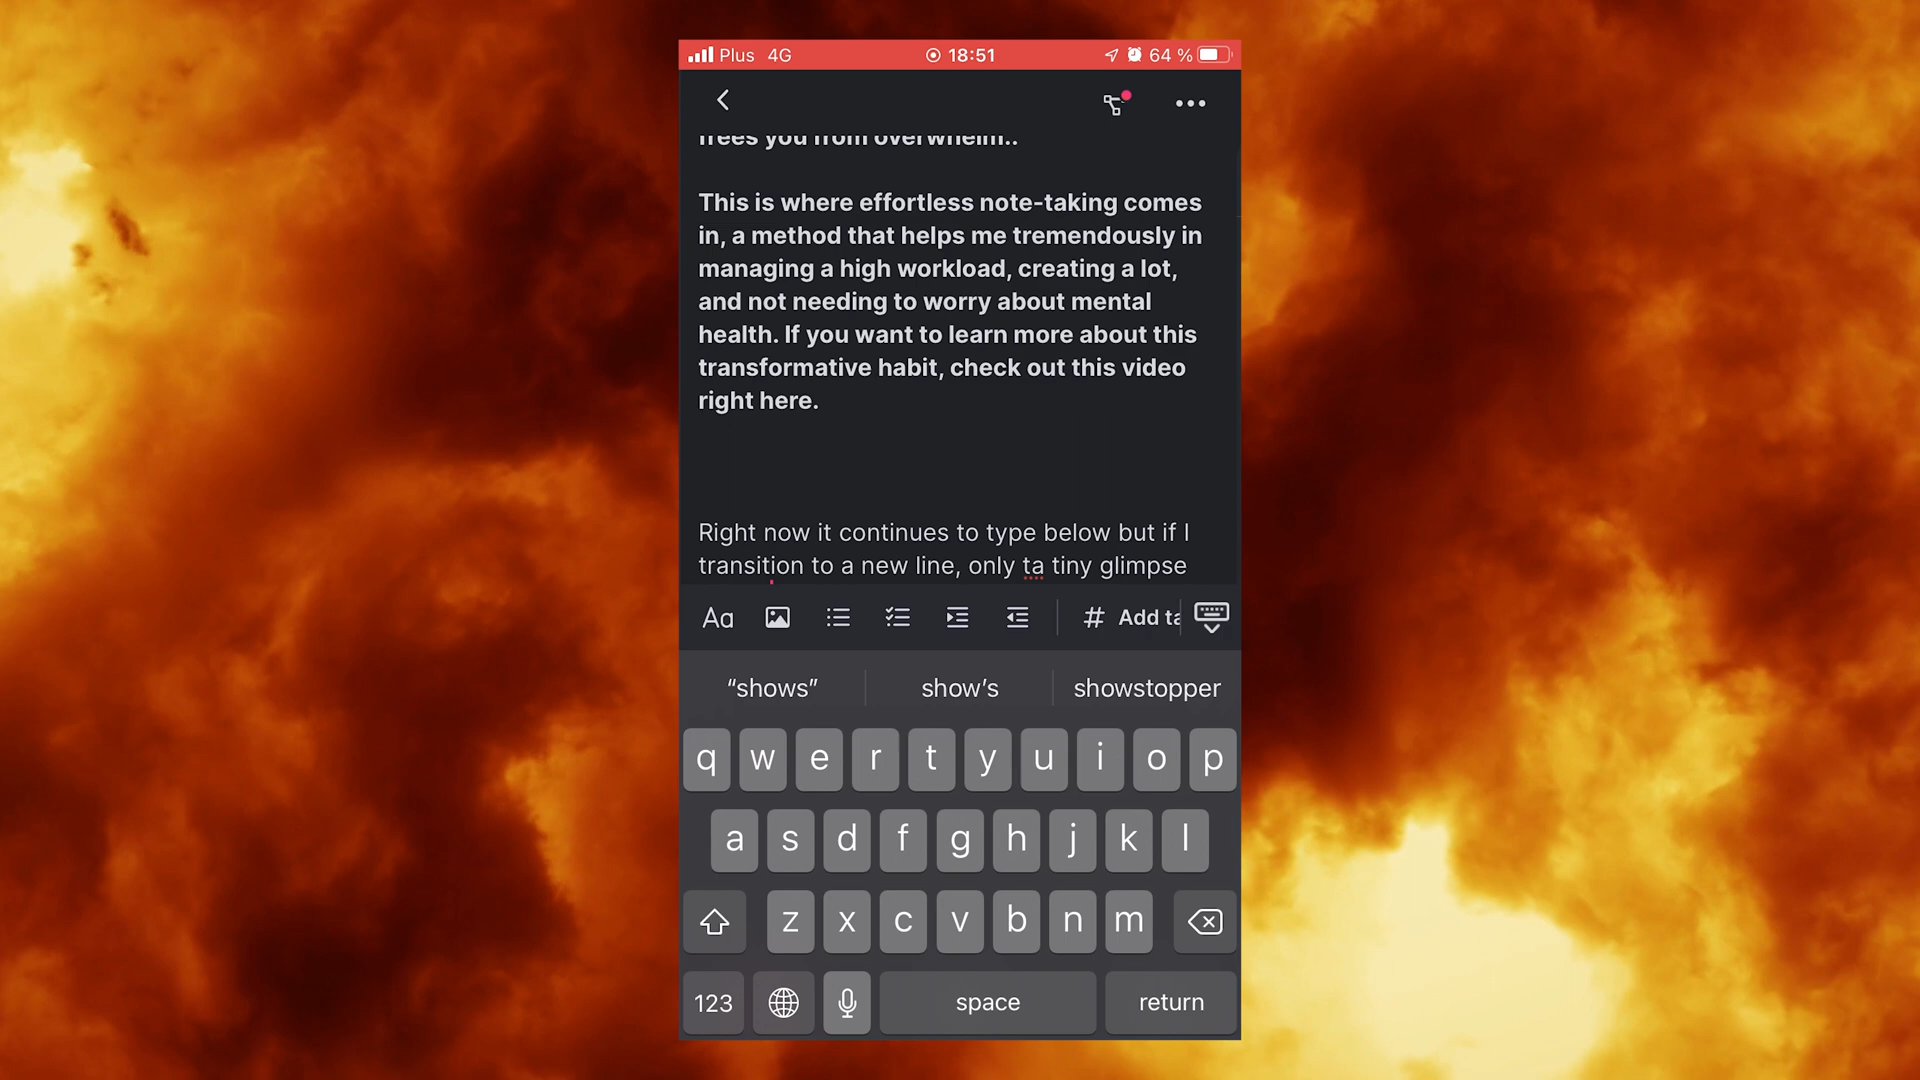 Plus 4G 18:51 64 %
frees you from overwhelm..
This is where effortless note-taking comes
in, a method that helps me tremendously in
managing a high workload, creating a lot,
and not needing to worry about mental
health. If you want to learn more about this
transformative habit, check out this video
right here.
Right now it continues to type below but if I
transition to a new line, only ta tiny glimpse
Aa # Add ta
“shows” show’s showstopper
q w e r t y u i o p
a s d f g h j k l
z x c v b n m
123 space return